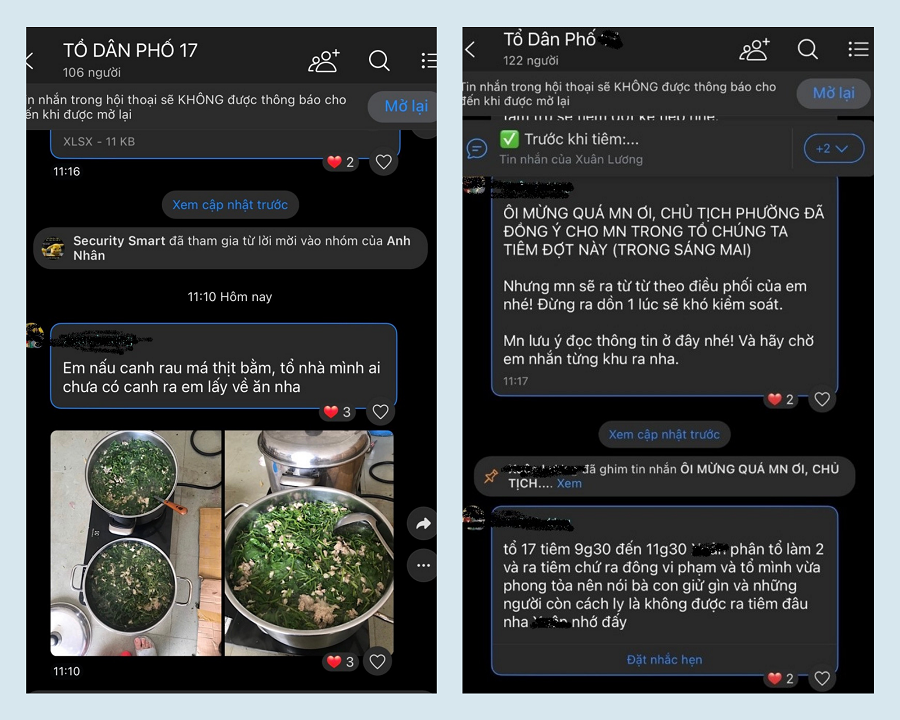 TỔ DÂN PHỐ 17
106 người
n nhắn trong hội thoại sẽ KHÔNG được thông báo cho
ến khi được mở lại
Mở lại
XLSX - 11 KB
2
11:16
Xem cập nhật trước
Security Smart đã tham gia từ lời mời vào nhóm của Anh
Nhân
11:10 Hôm nay
Em nấu canh rau má thịt bằm, tổ nhà mình ai
chưa có canh ra em lấy về ăn nha
3
3
11:10
Tổ Dân Phố
122 người
Tin nhắn trong hội thoại sẽ KHÔNG được thông báo cho
đến khi được mở lại
Mở lại
✅ Trước khi tiêm:...
Tin nhắn của Xuân Lương
+2
ÔI MỪNG QUÁ MN ƠI, CHỦ TỊCH PHƯỜNG ĐÃ
ĐỒNG Ý CHO MN TRONG TỔ CHÚNG TA
TIÊM ĐỢT NÀY (TRONG SÁNG MAI)
Nhưng mn sẽ ra từ từ theo điều phối của em
nhé! Đừng ra dồn 1 lúc sẽ khó kiểm soát.
Mn lưu ý đọc thông tin ở đây nhé! Và hãy chờ
em nhắn từng khu ra nha.
11:17
2
Xem cập nhật trước
đã ghim tin nhắn ÔI MỪNG QUÁ MN ƠI, CHỦ
TỊCH.... Xem
tổ 17 tiêm 9g30 đến 11g30 phân tổ làm 2
và ra tiêm chứ ra đông vi phạm và tổ mình vừa
phong tỏa nên nói bà con giử gìn và những
người còn cách ly là không được ra tiêm đâu
nha nhớ đấy
Đặt nhắc hẹn
2